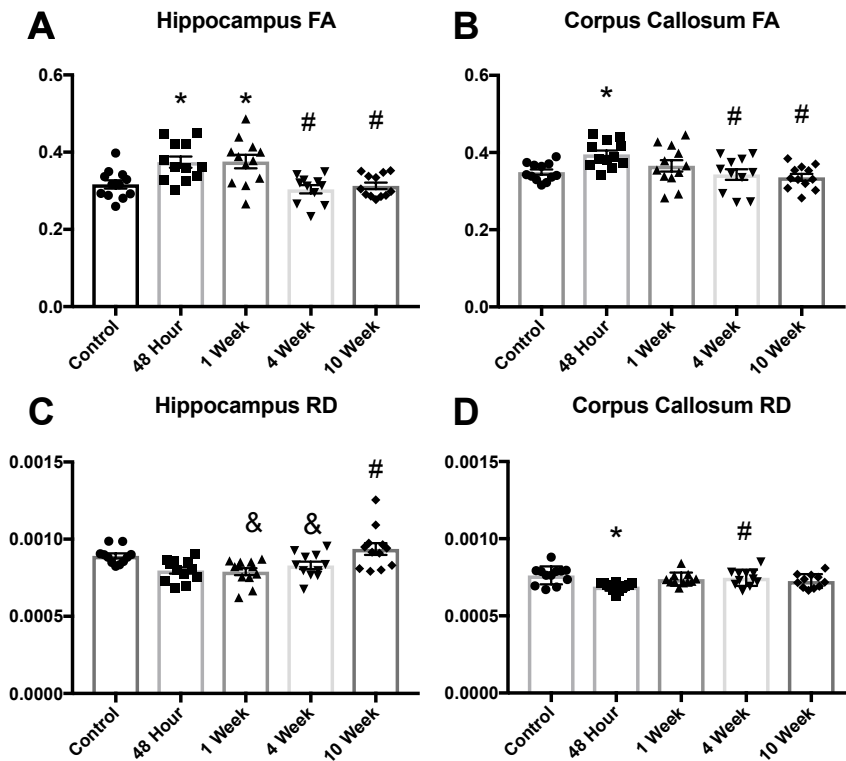 A
Hippocampus FA
0.6
0.4
0.2
0.0
*
*
#
#
Control
48 Hour
1 Week
4 Week
10 Week
B
Corpus Callosum FA
0.6
0.4
0.2
0.0
*
#
#
Control
48 Hour
1 Week
4 Week
10 Week
C
Hippocampus RD
0.0015
0.0010
0.0005
0.0000
&
&
#
Control
48 Hour
1 Week
4 Week
10 Week
D
Corpus Callosum RD
0.0015
0.0010
0.0005
0.0000
*
#
Control
48 Hour
1 Week
4 Week
10 Week